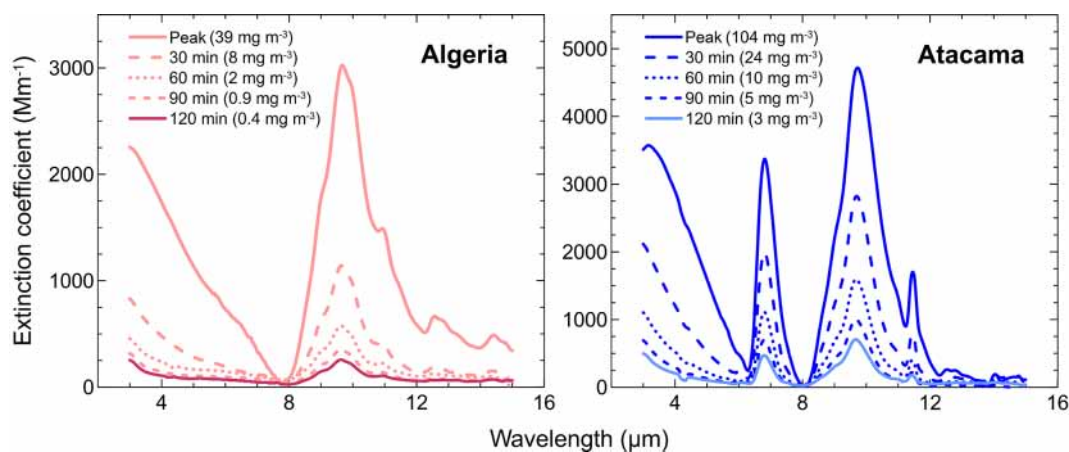 Peak (39 mg m⁻³)
30 min (8 mg m⁻³)
60 min (2 mg m⁻³)
90 min (0.9 mg m⁻³)
120 min (0.4 mg m⁻³)
Algeria
Peak (104 mg m⁻³)
30 min (24 mg m⁻³)
60 min (10 mg m⁻³)
90 min (5 mg m⁻³)
120 min (3 mg m⁻³)
Atacama
Extinction coefficient (Mm⁻¹)
3000
2000
1000
0
5000
4000
3000
2000
1000
0
4 8 12 16
4 8 12 16
Wavelength (μm)